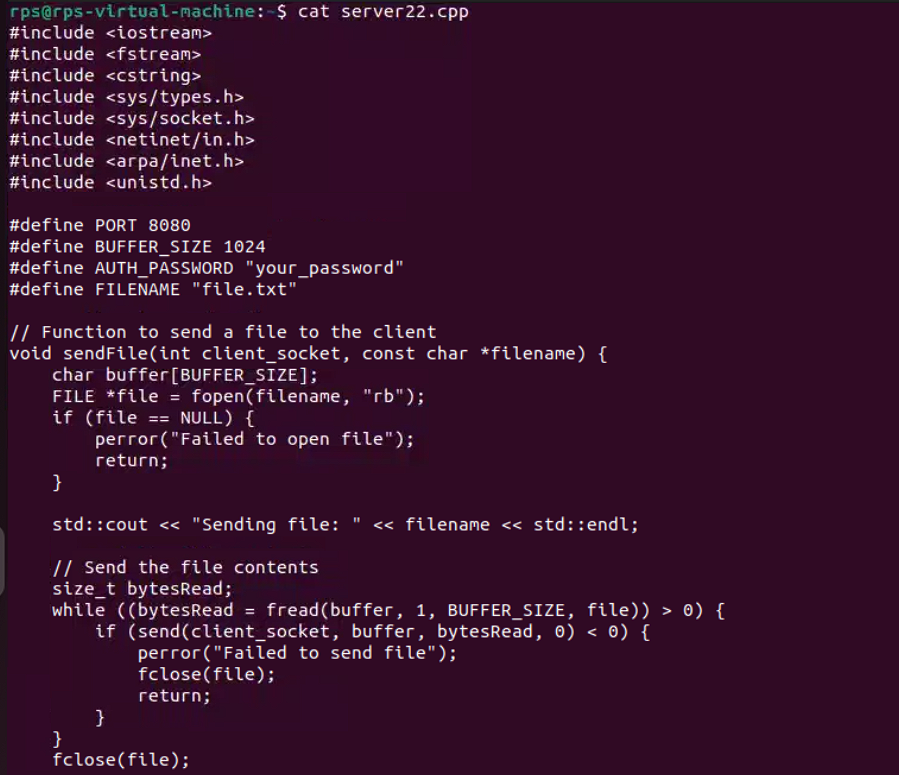 rps@rps-virtual-machine:~$ cat server22.cpp
#include <iostream>
#include <fstream>
#include <cstring>
#include <sys/types.h>
#include <sys/socket.h>
#include <netinet/in.h>
#include <arpa/inet.h>
#include <unistd.h>

#define PORT 8080
#define BUFFER_SIZE 1024
#define AUTH_PASSWORD "your_password"
#define FILENAME "file.txt"

// Function to send a file to the client
void sendFile(int client_socket, const char *filename) {
    char buffer[BUFFER_SIZE];
    FILE *file = fopen(filename, "rb");
    if (file == NULL) {
        perror("Failed to open file");
        return;
    }

    std::cout << "Sending file: " << filename << std::endl;

    // Send the file contents
    size_t bytesRead;
    while ((bytesRead = fread(buffer, 1, BUFFER_SIZE, file)) > 0) {
        if (send(client_socket, buffer, bytesRead, 0) < 0) {
            perror("Failed to send file");
            fclose(file);
            return;
        }
    }
    fclose(file);